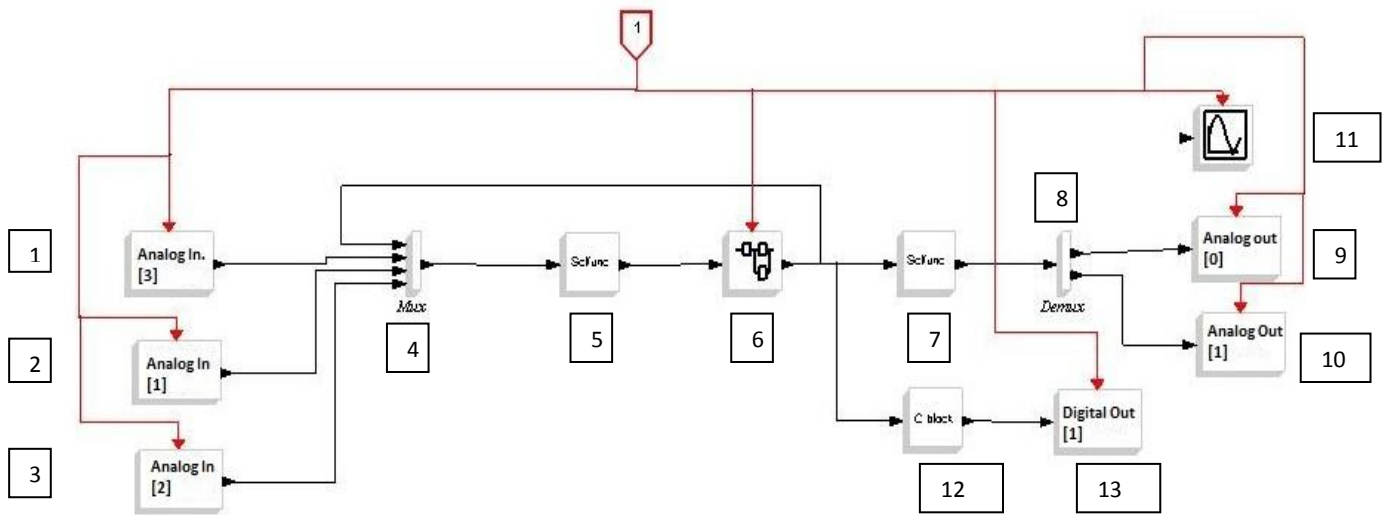 1
11
8
1
Analog In.
[3]
Scifunc
Scifunc
Analog out
[0]
9
Mux
Demux
2
Analog In
[1]
4
5
6
7
Analog Out
[1]
10
3
Analog In
[2]
C block
Digital Out
[1]
12
13